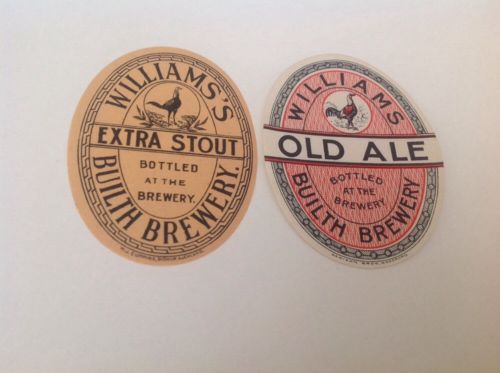 WILLIAMS'S
EXTRA STOUT
BOTTLED
AT THE
BREWERY.
BUILTH BREWERY.
WILLIAMS
OLD ALE
BOTTLED
AT THE
BREWERY
BUILTH BREWERY